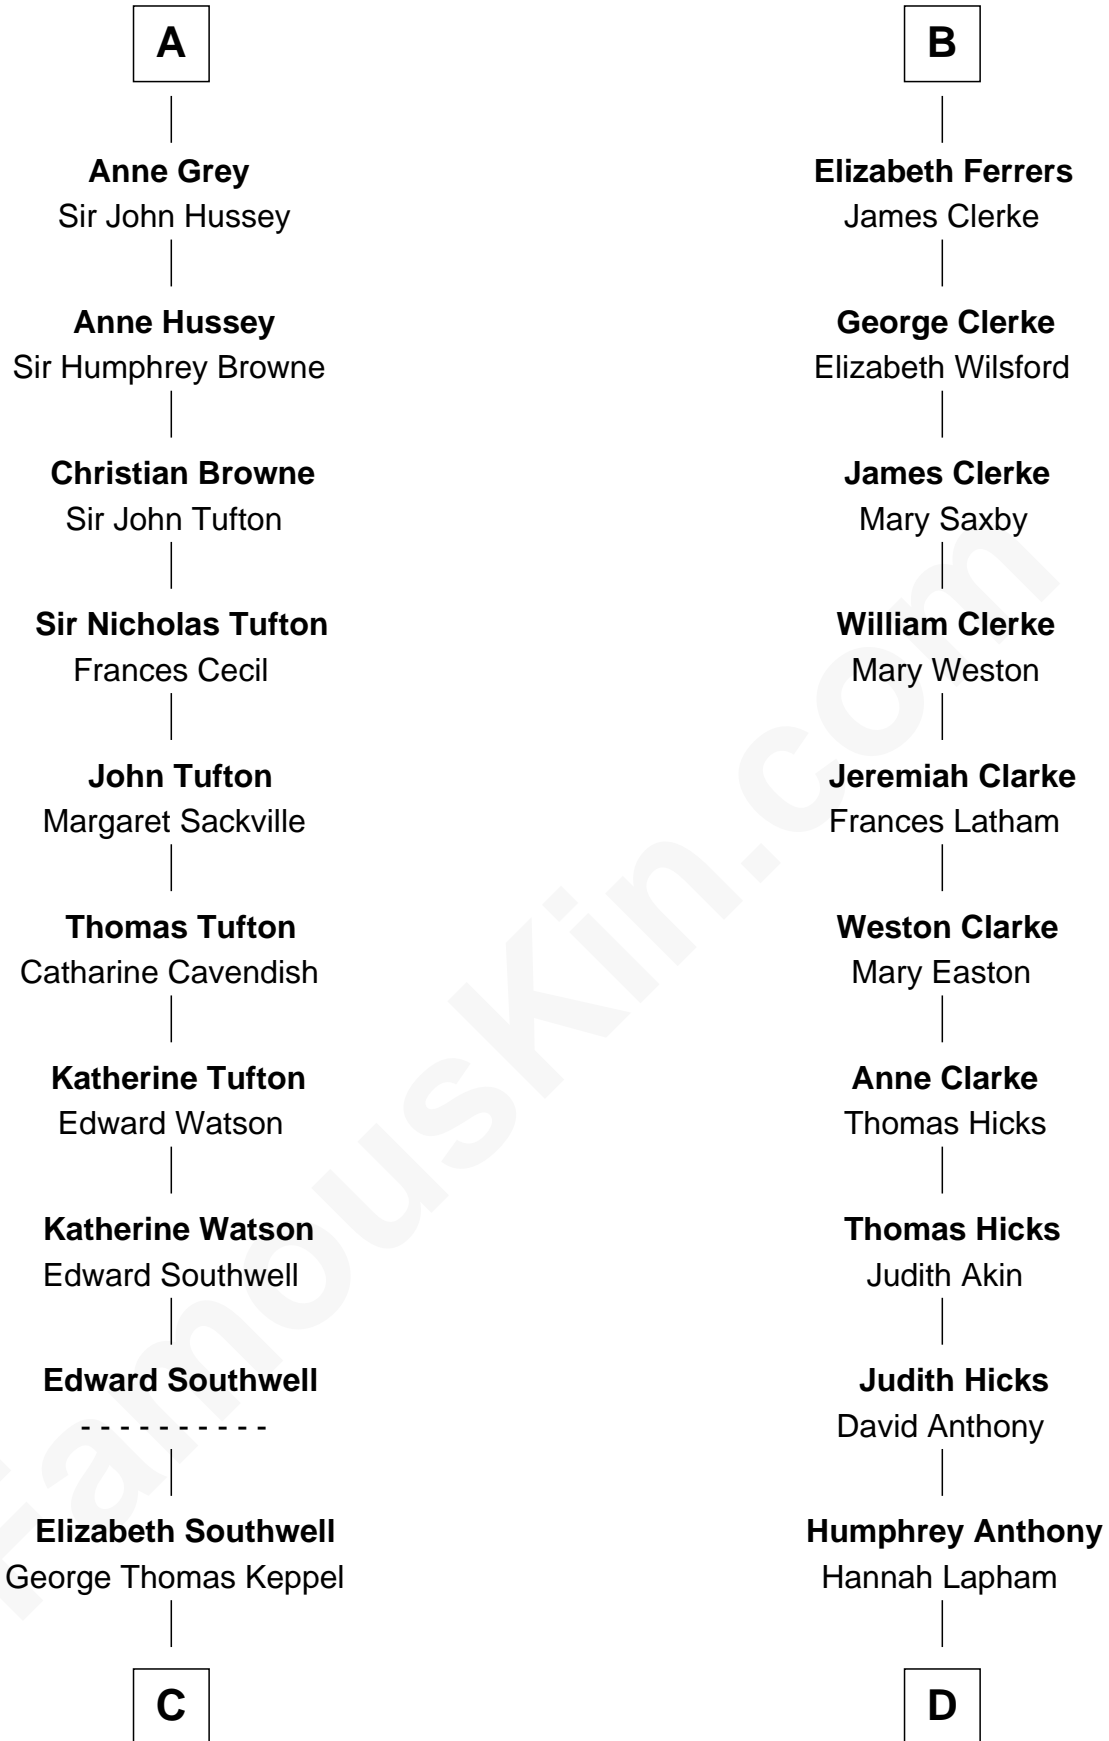 A
Anne Grey
Sir John Hussey
Anne Hussey
Sir Humphrey Browne
Christian Browne
Sir John Tufton
Sir Nicholas Tufton
Frances Cecil
John Tufton
Margaret Sackville
Thomas Tufton
Catharine Cavendish
Katherine Tufton
Edward Watson
Katherine Watson
Edward Southwell
Edward Southwell
- - - - - - - - - -
Elizabeth Southwell
George Thomas Keppel
C
B
Elizabeth Ferrers
James Clerke
George Clerke
Elizabeth Wilsford
James Clerke
Mary Saxby
William Clerke
Mary Weston
Jeremiah Clarke
Frances Latham
Weston Clarke
Mary Easton
Anne Clarke
Thomas Hicks
Thomas Hicks
Judith Akin
Judith Hicks
David Anthony
Humphrey Anthony
Hannah Lapham
D
FamousKin.com